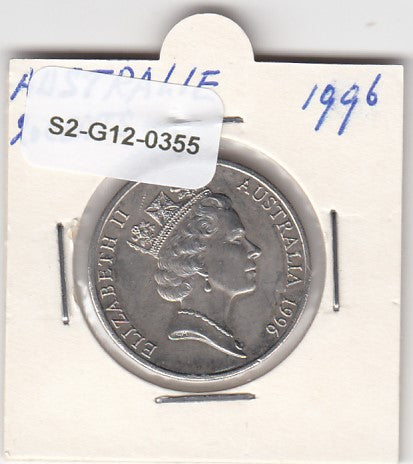 AUSTRALIE 1996
S2-G12-0355
ELIZABETH II AUSTRALIA 1996